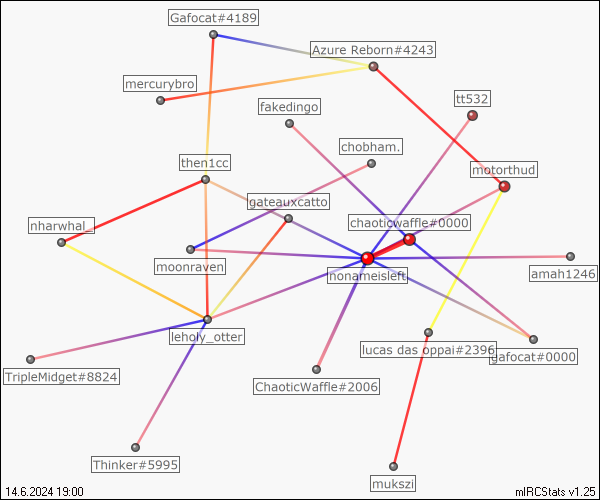 Gafocat#4189
Azure Reborn#4243
mercurybro
tt532
fakedingo
chobham.
then1cc
motorthud
gateauxcatto
chaoticwaffle#0000
nharwhal_
moonraven
nonameisleft
amah1246
leholy_otter
lucas das oppai#2396
gafocat#0000
TripleMidget#8824
ChaoticWaffle#2006
Thinker#5995
mukszi
14.6.2024 19:00
mIRCStats v1.25